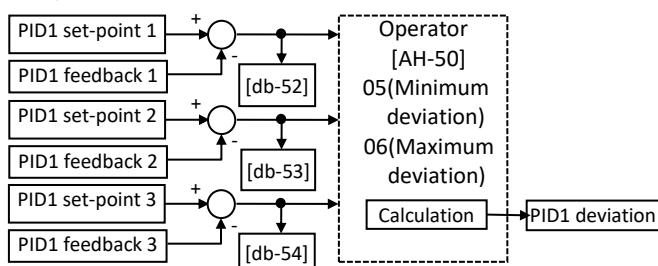 PID1 set-point 1
+
-
PID1 feedback 1
[db-52]
PID1 set-point 2
+
-
PID1 feedback 2
[db-53]
PID1 set-point 3
+
-
PID1 feedback 3
[db-54]
Operator
[AH-50]
05(Minimum
deviation)
06(Maximum
deviation)
Calculation
PID1 deviation